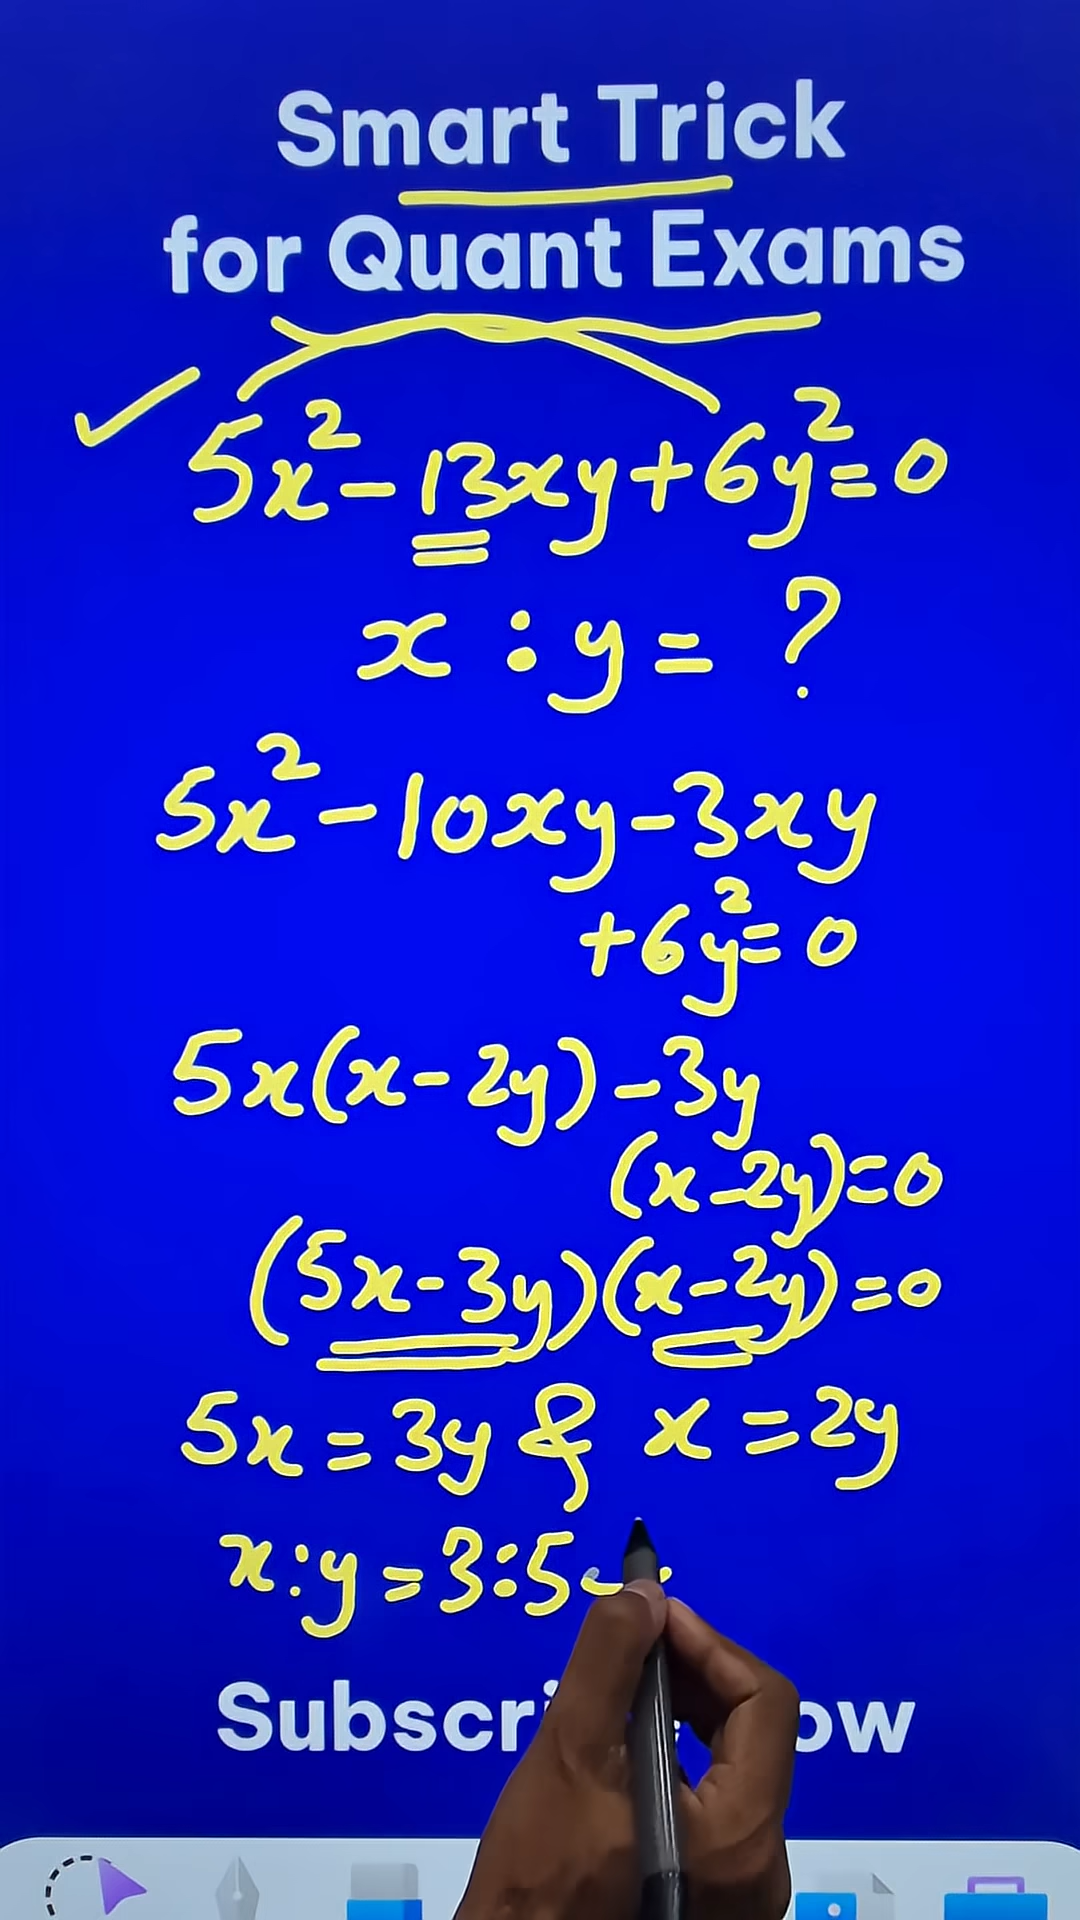 Smart Trick
for Quant Exams
5x²-13xy+6y²=0
x:y=?
5x²-10xy-3xy
+6y²=0
5x(x-2y)-3y
(x-2y)=0
(5x-3y)(x-2y)=0
5x=3y & x=2y
x:y=3:5